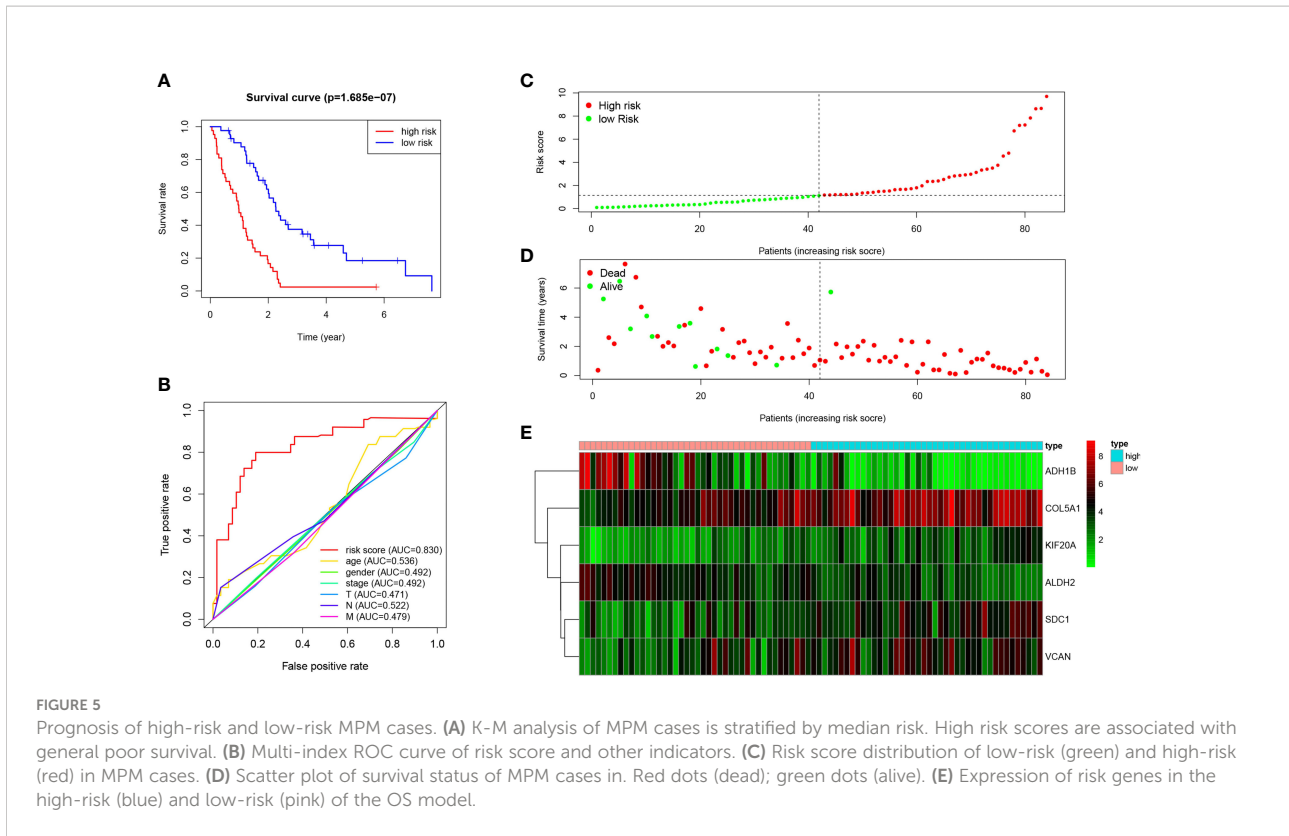 A
Survival curve (p=1.685e−07)
high risk
low risk
Survival rate
1.0
0.8
0.6
0.4
0.2
0.0
0 2 4 6
Time (year)
B
True positive rate
1.0
0.8
0.6
0.4
0.2
0.0
risk score (AUC=0.830)
age (AUC=0.536)
gender (AUC=0.492)
stage (AUC=0.492)
T (AUC=0.471)
N (AUC=0.522)
M (AUC=0.479)
0.0 0.2 0.4 0.6 0.8 1.0
False positive rate
C
High risk
low Risk
Risk score
10
8
6
4
2
0
0 20 40 60 80
Patients (increasing risk socre)
D
Dead
Alive
Survival time (years)
6
4
2
0
0 20 40 60 80
Patients (increasing risk socre)
E
type
ADH1B
COL5A1
KIF20A
ALDH2
SDC1
VCAN
8
6
4
2
type
high
low
FIGURE 5
Prognosis of high-risk and low-risk MPM cases. (A) K-M analysis of MPM cases is stratified by median risk. High risk scores are associated with
general poor survival. (B) Multi-index ROC curve of risk score and other indicators. (C) Risk score distribution of low-risk (green) and high-risk
(red) in MPM cases. (D) Scatter plot of survival status of MPM cases in. Red dots (dead); green dots (alive). (E) Expression of risk genes in the
high-risk (blue) and low-risk (pink) of the OS model.